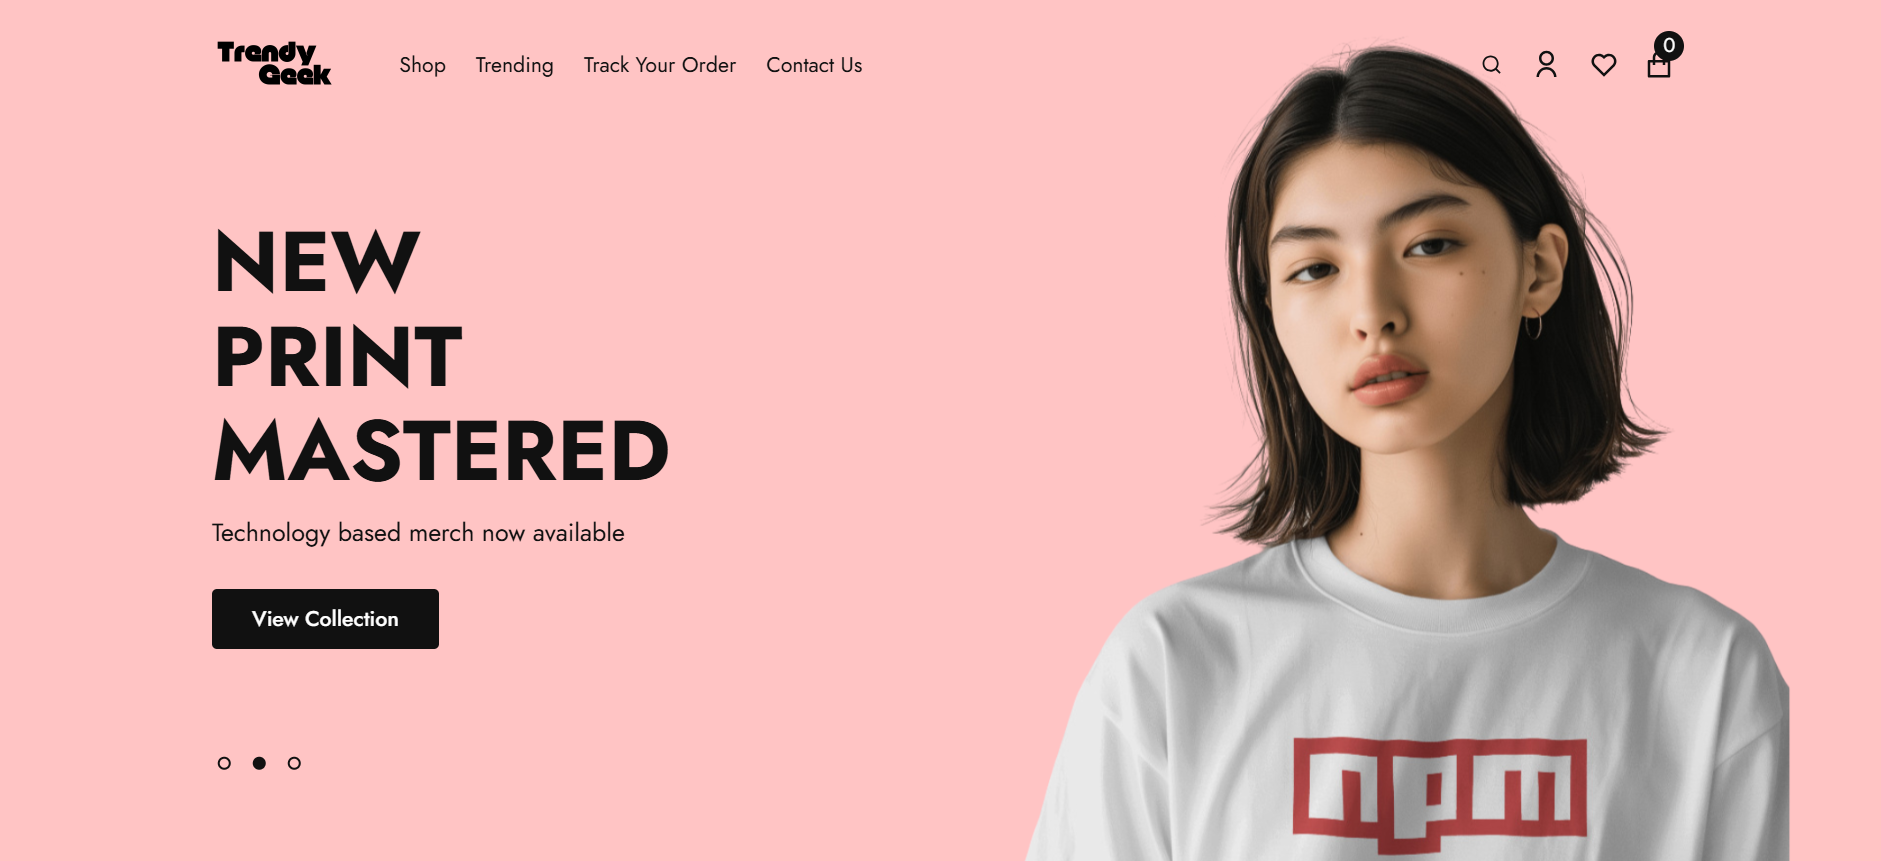 Trendy
Geek
Shop
Trending
Track Your Order
Contact Us
0
NEW
PRINT
MASTERED
Technology based merch now available
View Collection
npm